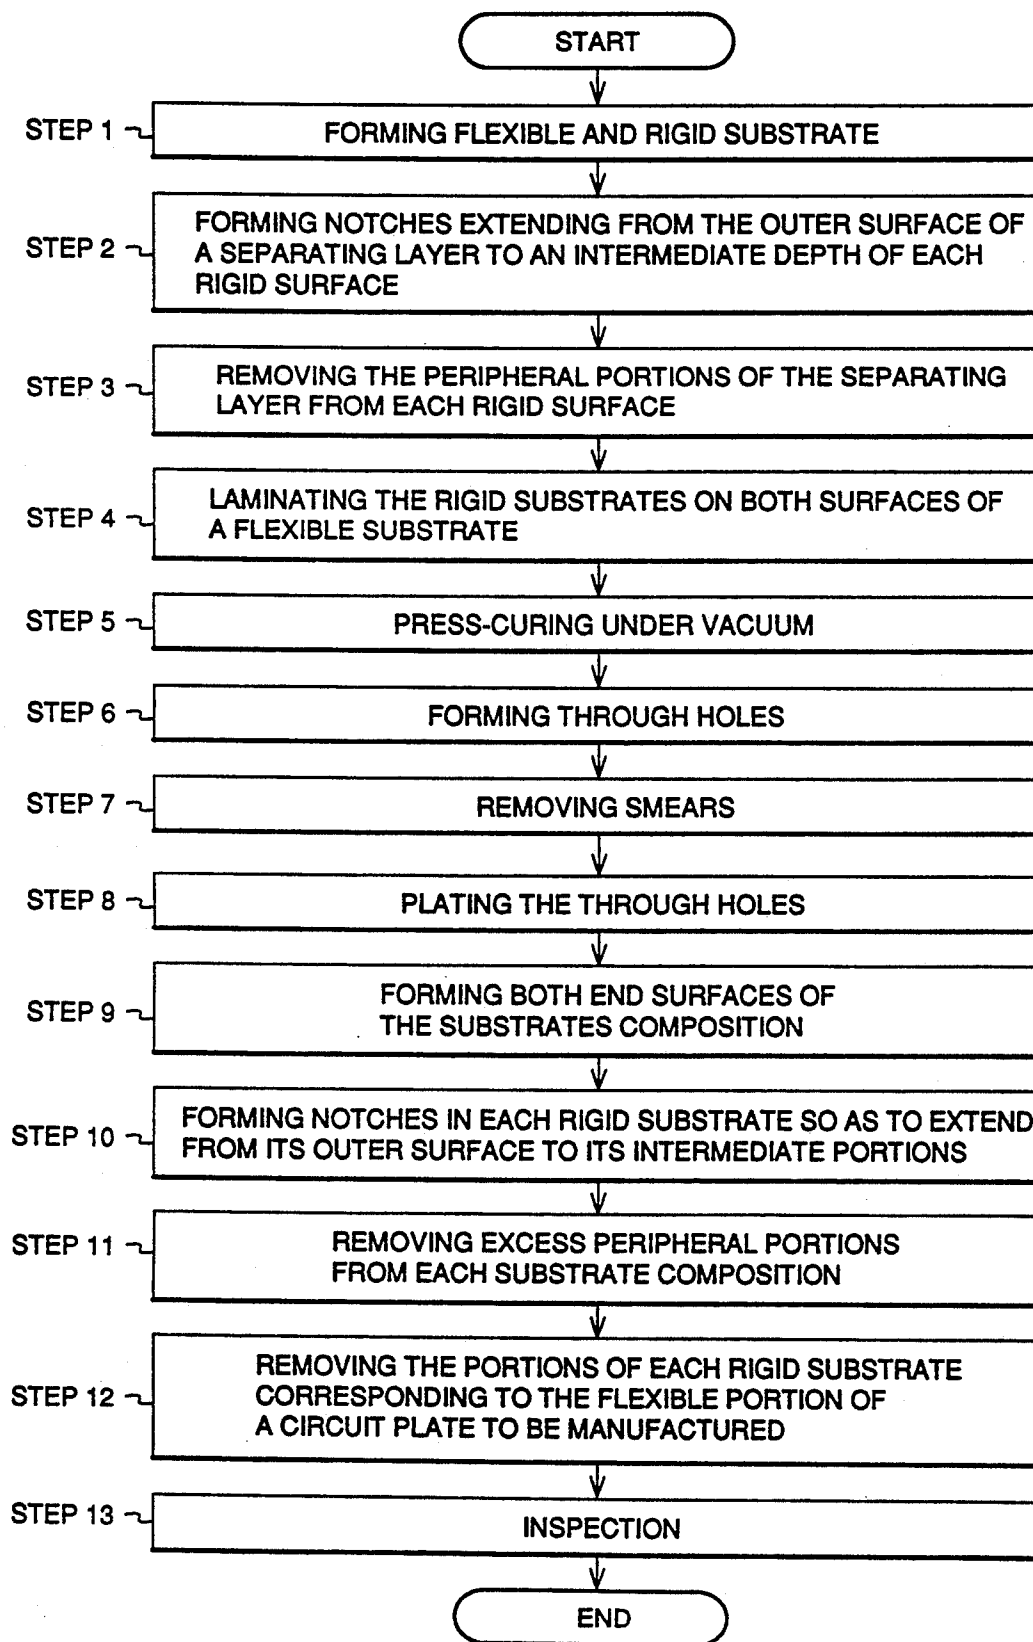 START
STEP 1
FORMING FLEXIBLE AND RIGID SUBSTRATE
STEP 2
FORMING NOTCHES EXTENDING FROM THE OUTER SURFACE OF
A SEPARATING LAYER TO AN INTERMEDIATE DEPTH OF EACH
RIGID SURFACE
STEP 3
REMOVING THE PERIPHERAL PORTIONS OF THE SEPARATING
LAYER FROM EACH RIGID SURFACE
STEP 4
LAMINATING THE RIGID SUBSTRATES ON BOTH SURFACES OF
A FLEXIBLE SUBSTRATE
STEP 5
PRESS-CURING UNDER VACUUM
STEP 6
FORMING THROUGH HOLES
STEP 7
REMOVING SMEARS
STEP 8
PLATING THE THROUGH HOLES
STEP 9
FORMING BOTH END SURFACES OF
THE SUBSTRATES COMPOSITION
STEP 10
FORMING NOTCHES IN EACH RIGID SUBSTRATE SO AS TO EXTEND
FROM ITS OUTER SURFACE TO ITS INTERMEDIATE PORTIONS
STEP 11
REMOVING EXCESS PERIPHERAL PORTIONS
FROM EACH SUBSTRATE COMPOSITION
STEP 12
REMOVING THE PORTIONS OF EACH RIGID SUBSTRATE
CORRESPONDING TO THE FLEXIBLE PORTION OF
A CIRCUIT PLATE TO BE MANUFACTURED
STEP 13
INSPECTION
END